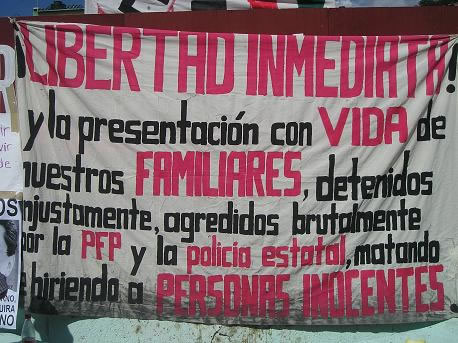 ¡LIBERTAD INMEDIATA!
y la presentación con VIDA de
nuestros FAMILIARES, detenidos
injustamente, agredidos brutalmente
por la PFP y la policia estatal, matando
e hiriendo a PERSONAS INOCENTES